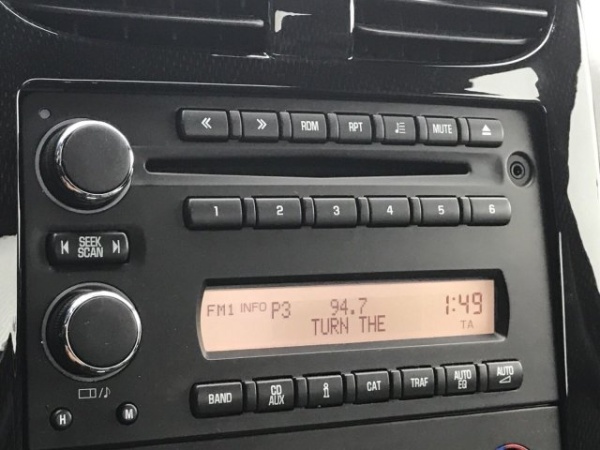 RDM RPT MUTE
1 2 3 4 5 6
SEEK
SCAN
FM1 INFO P3 94.7 1:49
TURN THE
TA
BAND CD AUX i CAT TRAF AUTO EQ AUTO
H M